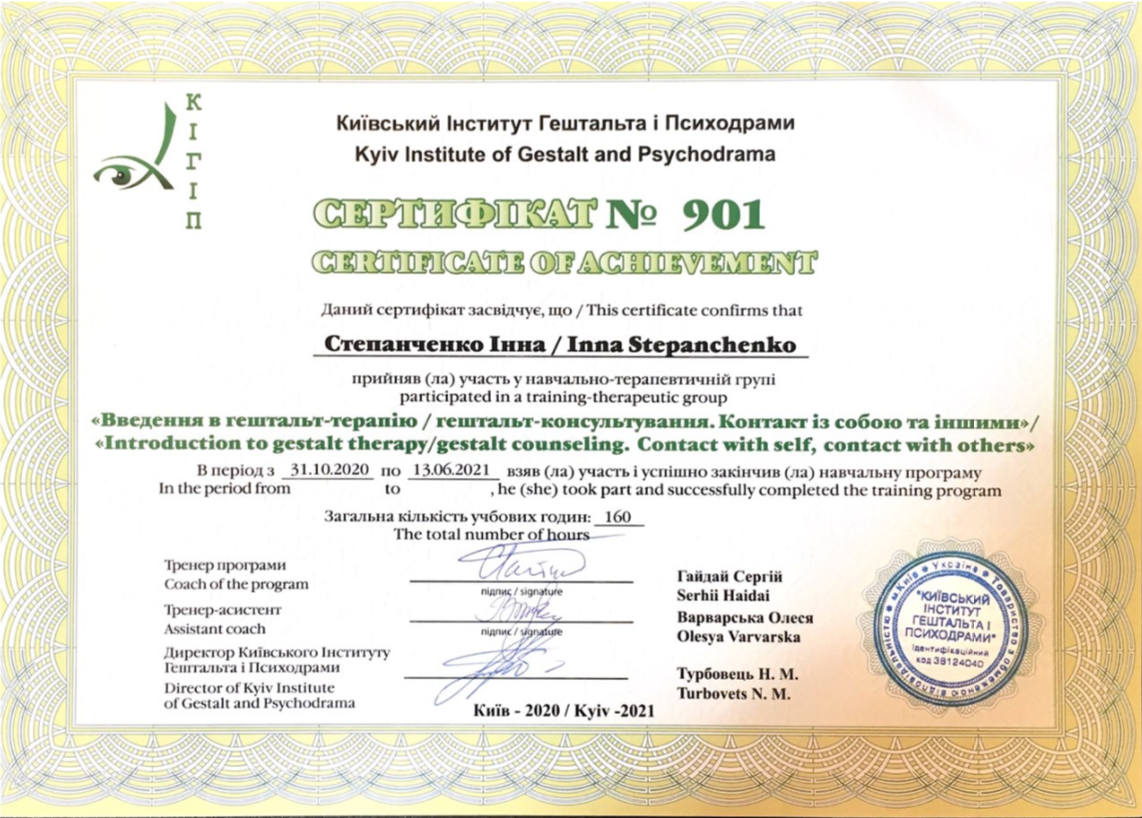 КІГІП
Київський Інститут Гештальта і Психодрами
Kyiv Institute of Gestalt and Psychodrama
СЕРТИФІКАТ № 901
CERTIFICATE OF ACHIEVEMENT
Даний сертифікат засвідчує, що / This certificate confirms that
Степанченко Інна / Inna Stepanchenko
прийняв (ла) участь у навчально-терапевтичній групі
participated in a training-therapeutic group
«Введення в гештальт-терапію / гештальт-консультування. Контакт із собою та іншими»/
«Introduction to gestalt therapy/gestalt counseling. Contact with self, contact with others»
В період з 31.10.2020 по 13.06.2021 взяв (ла) участь і успішно закінчив (ла) навчальну програму
In the period from to , he (she) took part and successfully completed the training program
Загальна кількість учбових годин: 160
The total number of hours
Тренер програми
Coach of the program
підпис / signature
Гайдай Сергій
Serhii Haidai
Тренер-асистент
Assistant coach
підпис / signature
Варварська Олеся
Olesya Varvarska
Директор Київського Інституту
Гештальта і Психодрами
Director of Kyiv Institute
of Gestalt and Psychodrama
Турбовець Н. М.
Turbovets N. M.
Київ - 2020 / Kyiv -2021
м.Київ * Україна * Товариство з обмеженою відповідальністю
"КИЇВСЬКИЙ
ІНСТИТУТ
ГЕШТАЛЬТА І
ПСИХОДРАМИ"
Ідентифікаційний
код 38124040